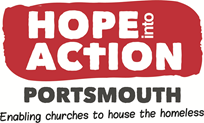 HOPE into
ACTION
PORTSMOUTH
Enabling churches to house the homeless